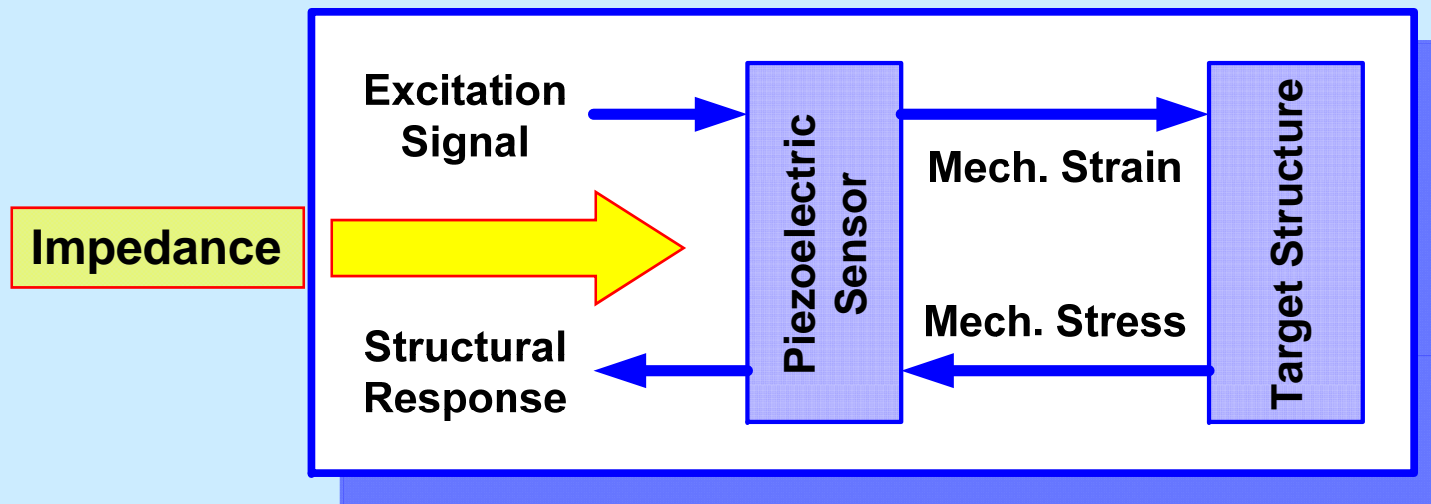 Excitation
Signal
Impedance
Structural
Response
Piezoelectric
Sensor
Mech. Strain
Mech. Stress
Target Structure